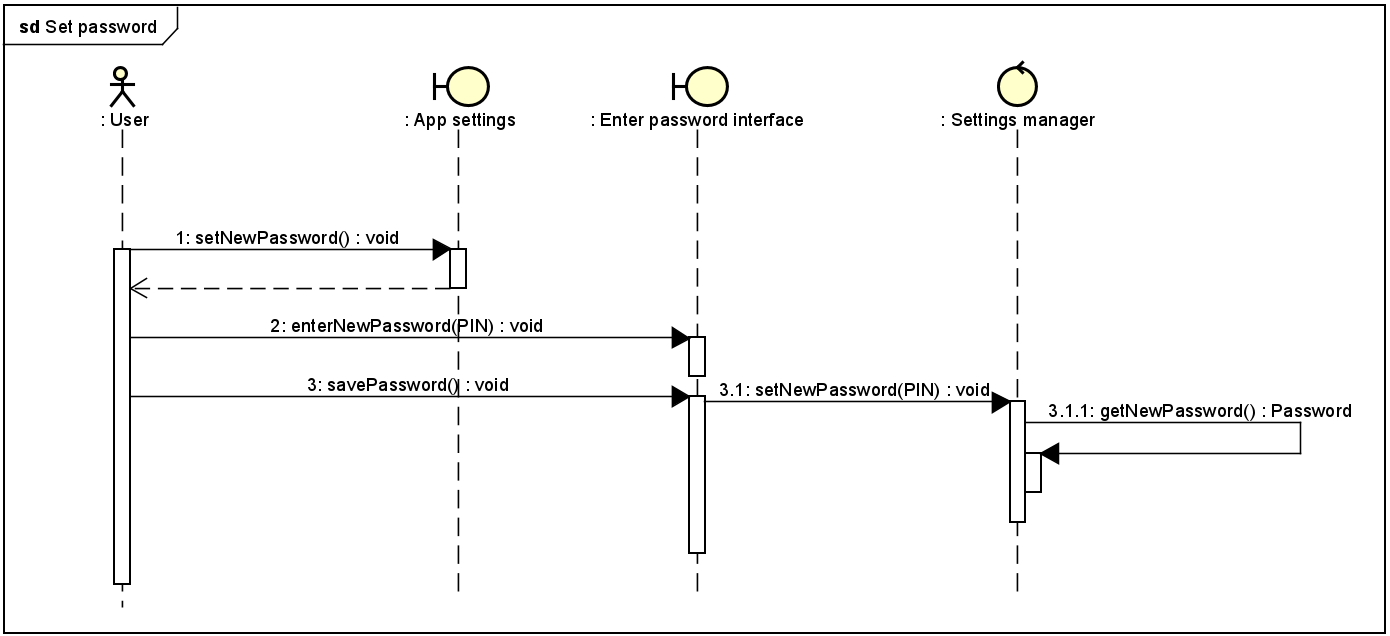 sd Set password
: User
: App settings
: Enter password interface
: Settings manager
1: setNewPassword() : void
2: enterNewPassword(PIN) : void
3: savePassword() : void
3.1: setNewPassword(PIN) : void
3.1.1: getNewPassword() : Password